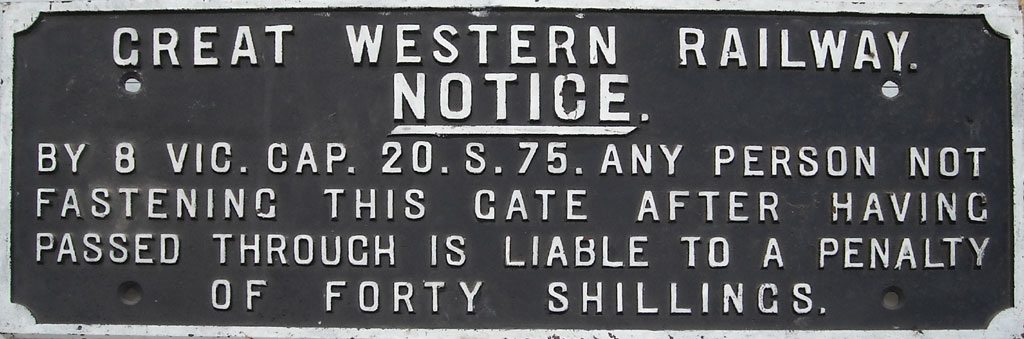 GREAT WESTERN RAILWAY.
NOTICE.
BY 8 VIC. CAP. 20. S. 75. ANY PERSON NOT
FASTENING THIS GATE AFTER HAVING
PASSED THROUGH IS LIABLE TO A PENALTY
OF FORTY SHILLINGS.